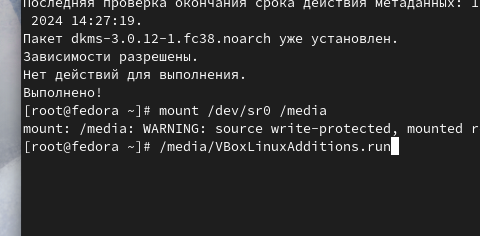 Последняя проверка окончания срока действия метаданных: 1
2024 14:27:19.
Пакет dkms-3.0.12-1.fc38.noarch уже установлен.
Зависимости разрешены.
Нет действий для выполнения.
Выполнено!
[root@fedora ~]# mount /dev/sr0 /media
mount: /media: WARNING: source write-protected, mounted r
[root@fedora ~]# /media/VBoxLinuxAdditions.run